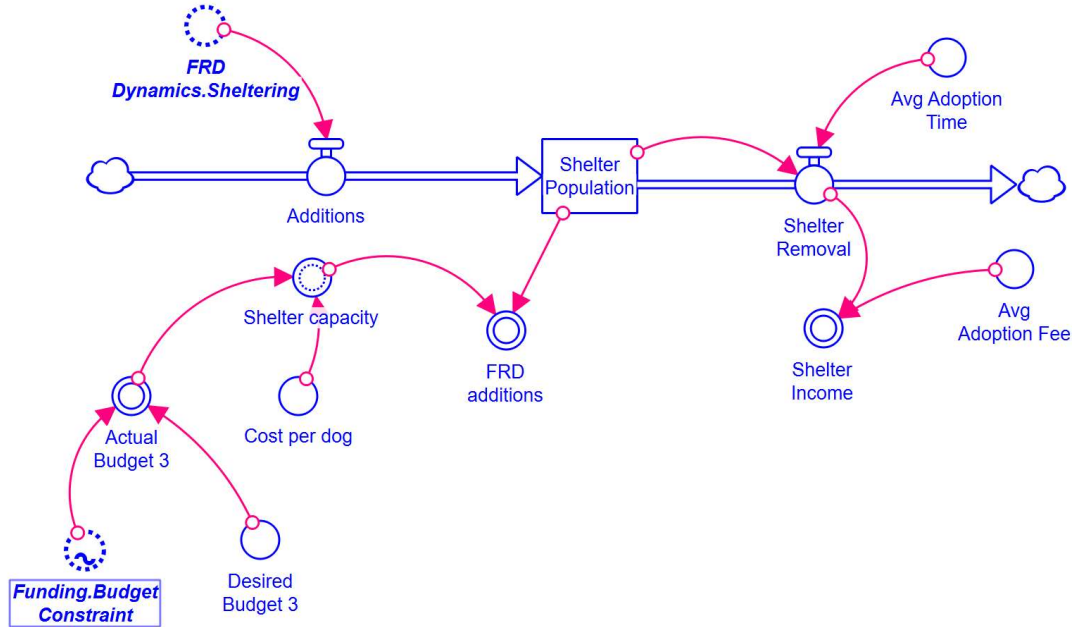 FRD
Dynamics.Sheltering
Avg Adoption
Time
Shelter
Population
Additions
Shelter
Removal
Shelter capacity
Avg
Adoption Fee
FRD
additions
Shelter
Income
Actual
Budget 3
Cost per dog
Funding.Budget
Constraint
Desired
Budget 3